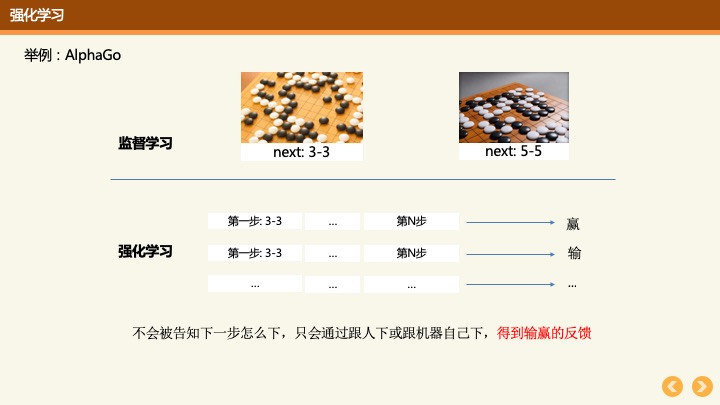 强化学习
举例：AlphaGo
监督学习
next: 3-3
next: 5-5
强化学习
第一步: 3-3 ... 第N步 赢
第一步: 3-3 ... 第N步 输
... ... ... ...
不会被告知下一步怎么下，只会通过跟人下或跟机器自己下，得到输赢的反馈